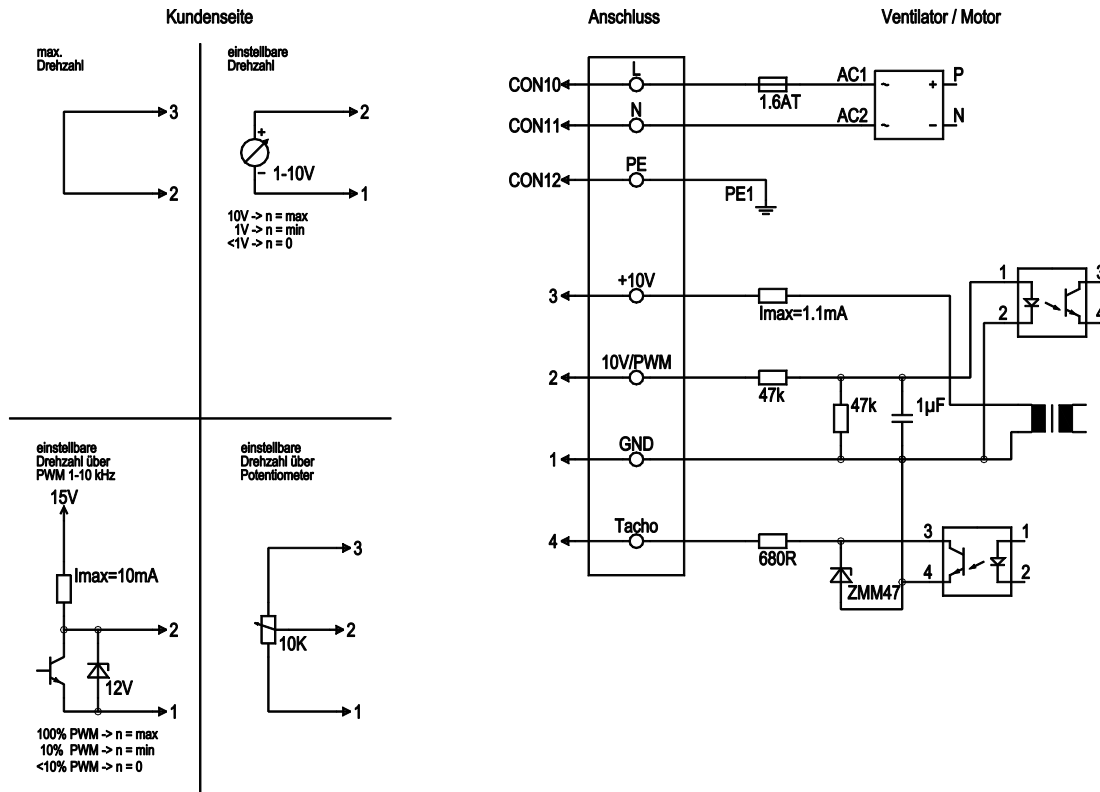 Kundenseite
Anschluss
Ventilator / Motor
max.
Drehzahl
3
2
einstellbare
Drehzahl
2
+
− 1-10V
1
10V -> n = max
1V -> n = min
<1V -> n = 0
einstellbare
Drehzahl über
PWM 1-10 kHz
15V
Imax=10mA
2
12V
1
100% PWM -> n = max
10% PWM -> n = min
<10% PWM -> n = 0
einstellbare
Drehzahl über
Potentiometer
3
2
10K
1
CON10 L 1.6AT AC1 ~ + P
CON11 N AC2 ~ − N
CON12 PE PE1
3 +10V Imax=1.1mA
1 3
2 4
2 10V/PWM 47k 47k 1µF
1 GND
4 Tacho 680R ZMM47
3 1
4 2